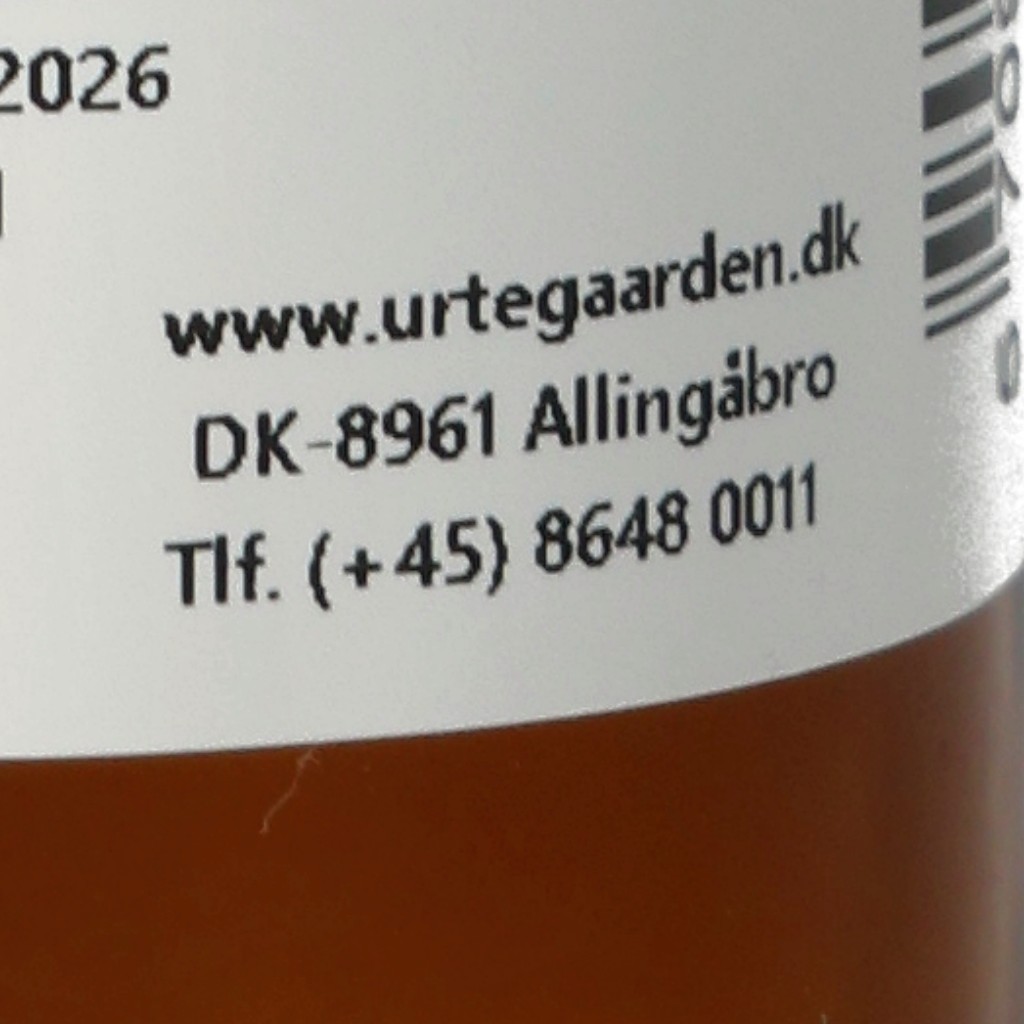 2026
www.urtegaarden.dk
DK-8961 Allingåbro
Tlf. (+45) 8648 0011